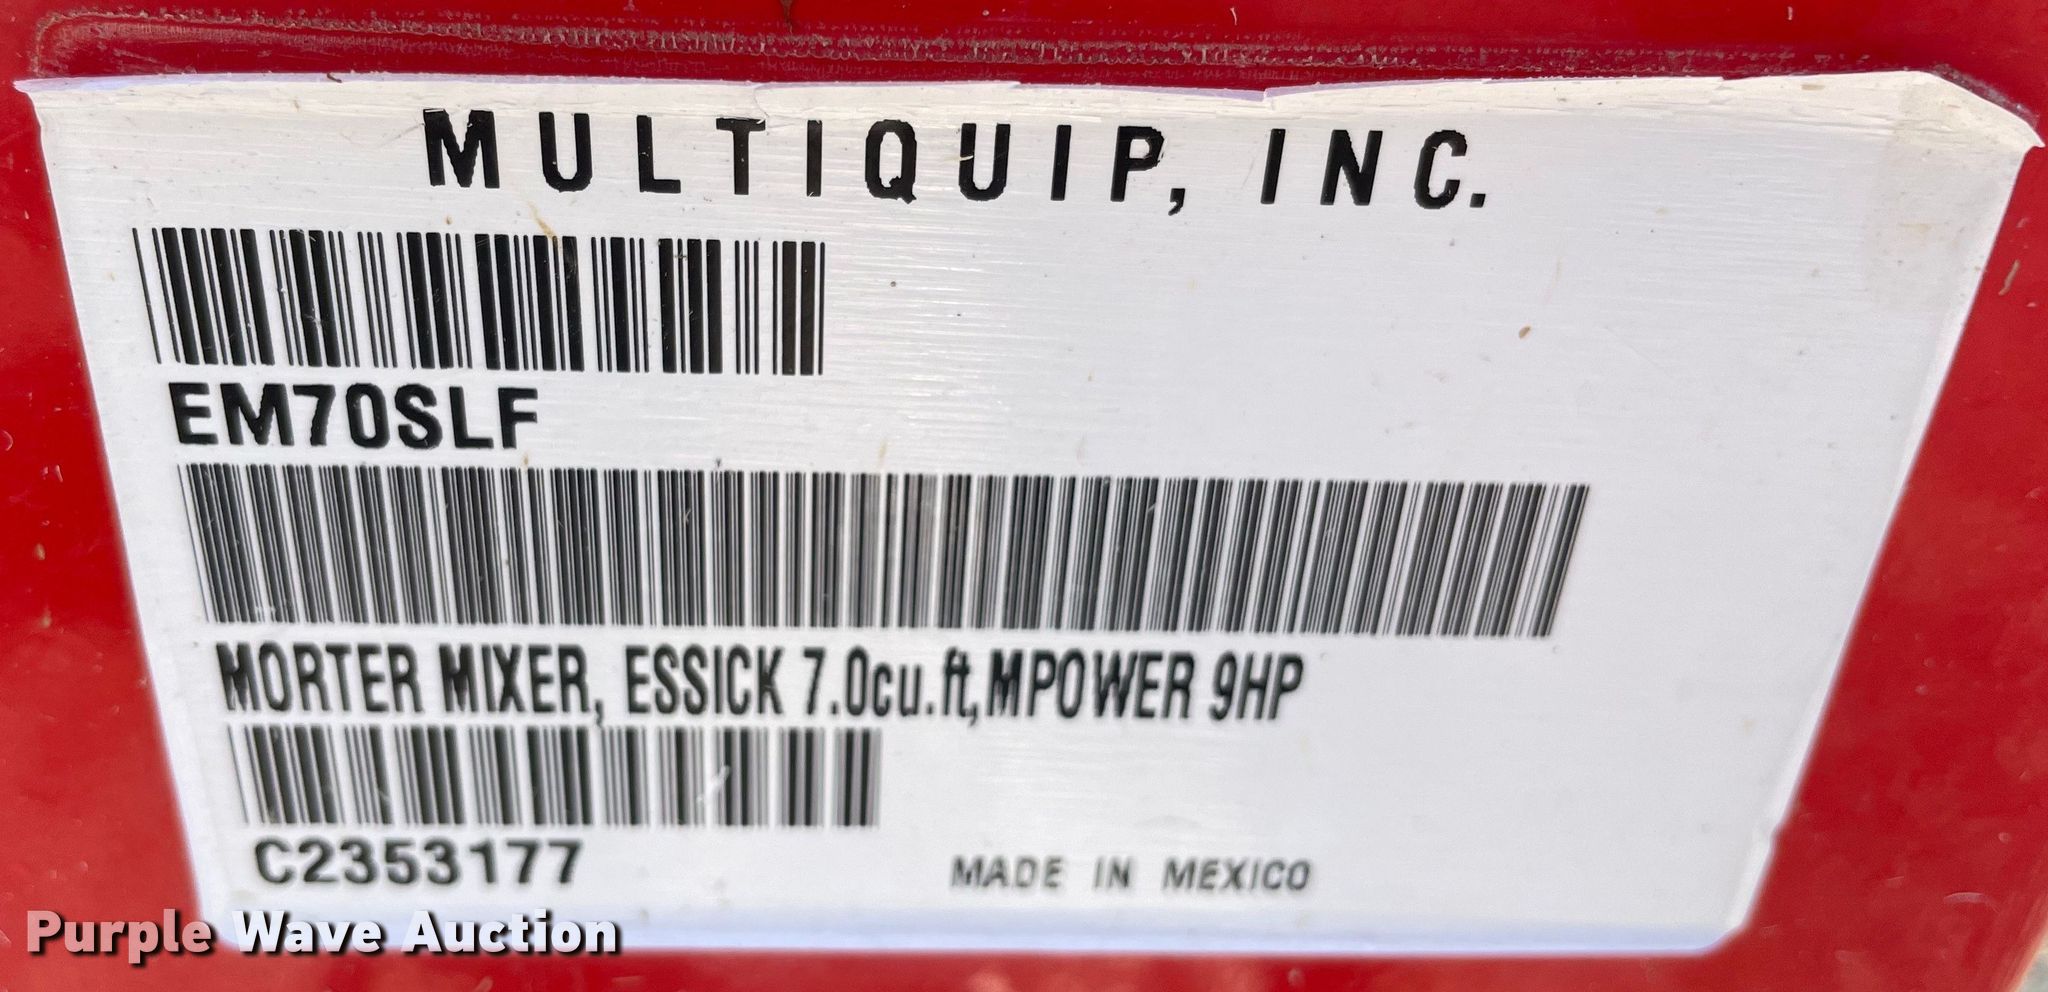 MULTIQUIP, INC.
EM70SLF
MORTER MIXER, ESSICK 7.0cu.ft,MPOWER 9HP
C2353177
MADE IN MEXICO
Purple Wave Auction